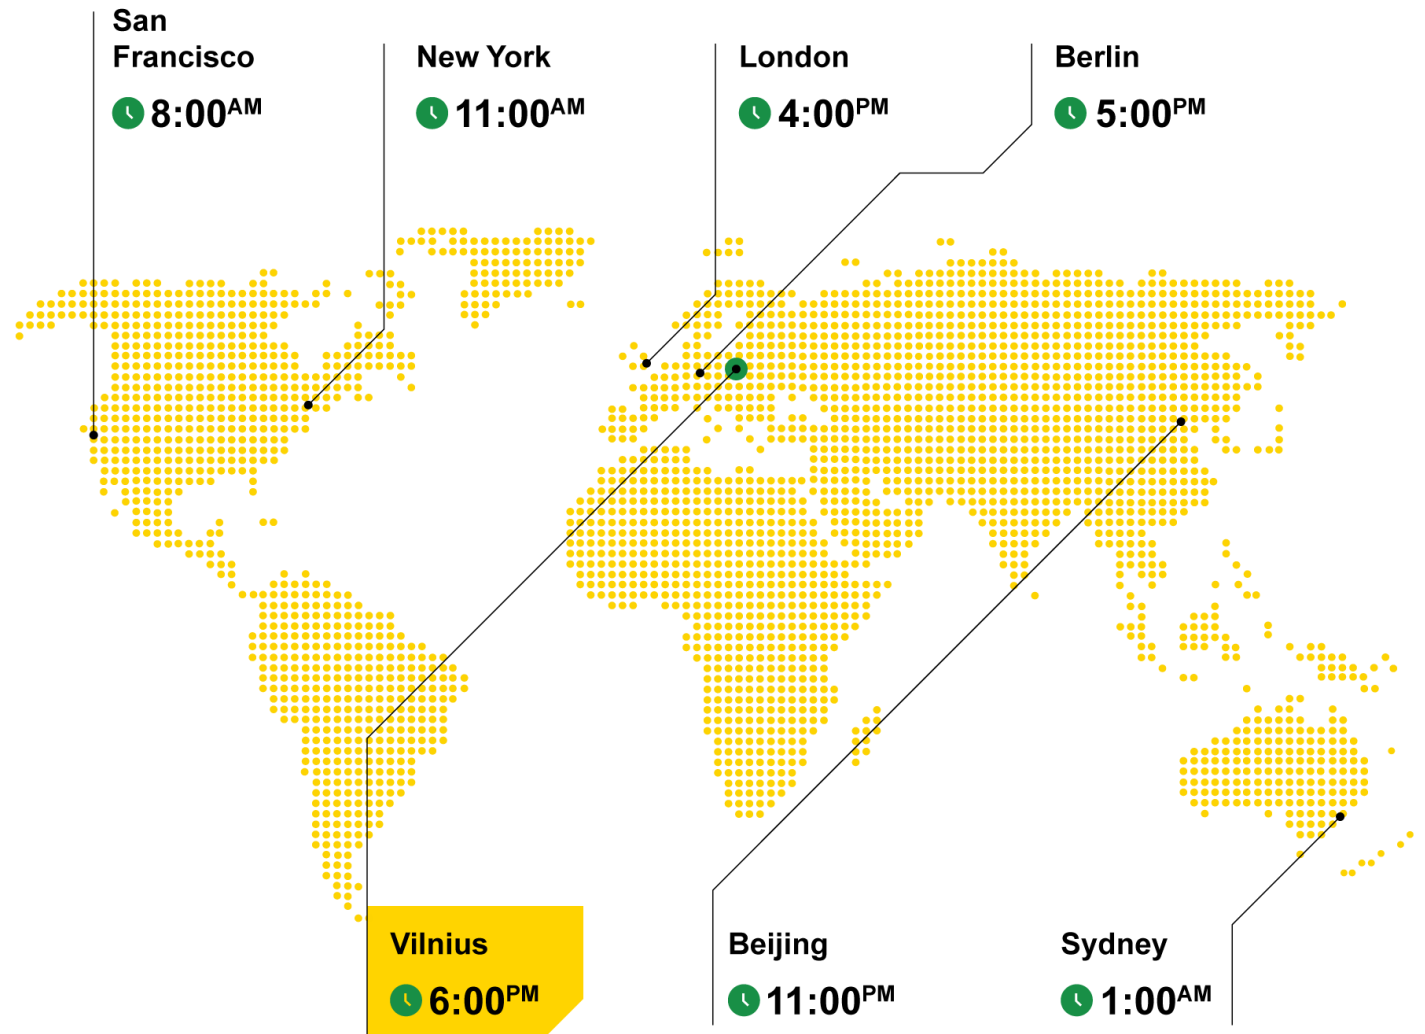 San
Francisco
8:00AM
New York
11:00AM
London
4:00PM
Berlin
5:00PM
Vilnius
6:00PM
Beijing
11:00PM
Sydney
1:00AM